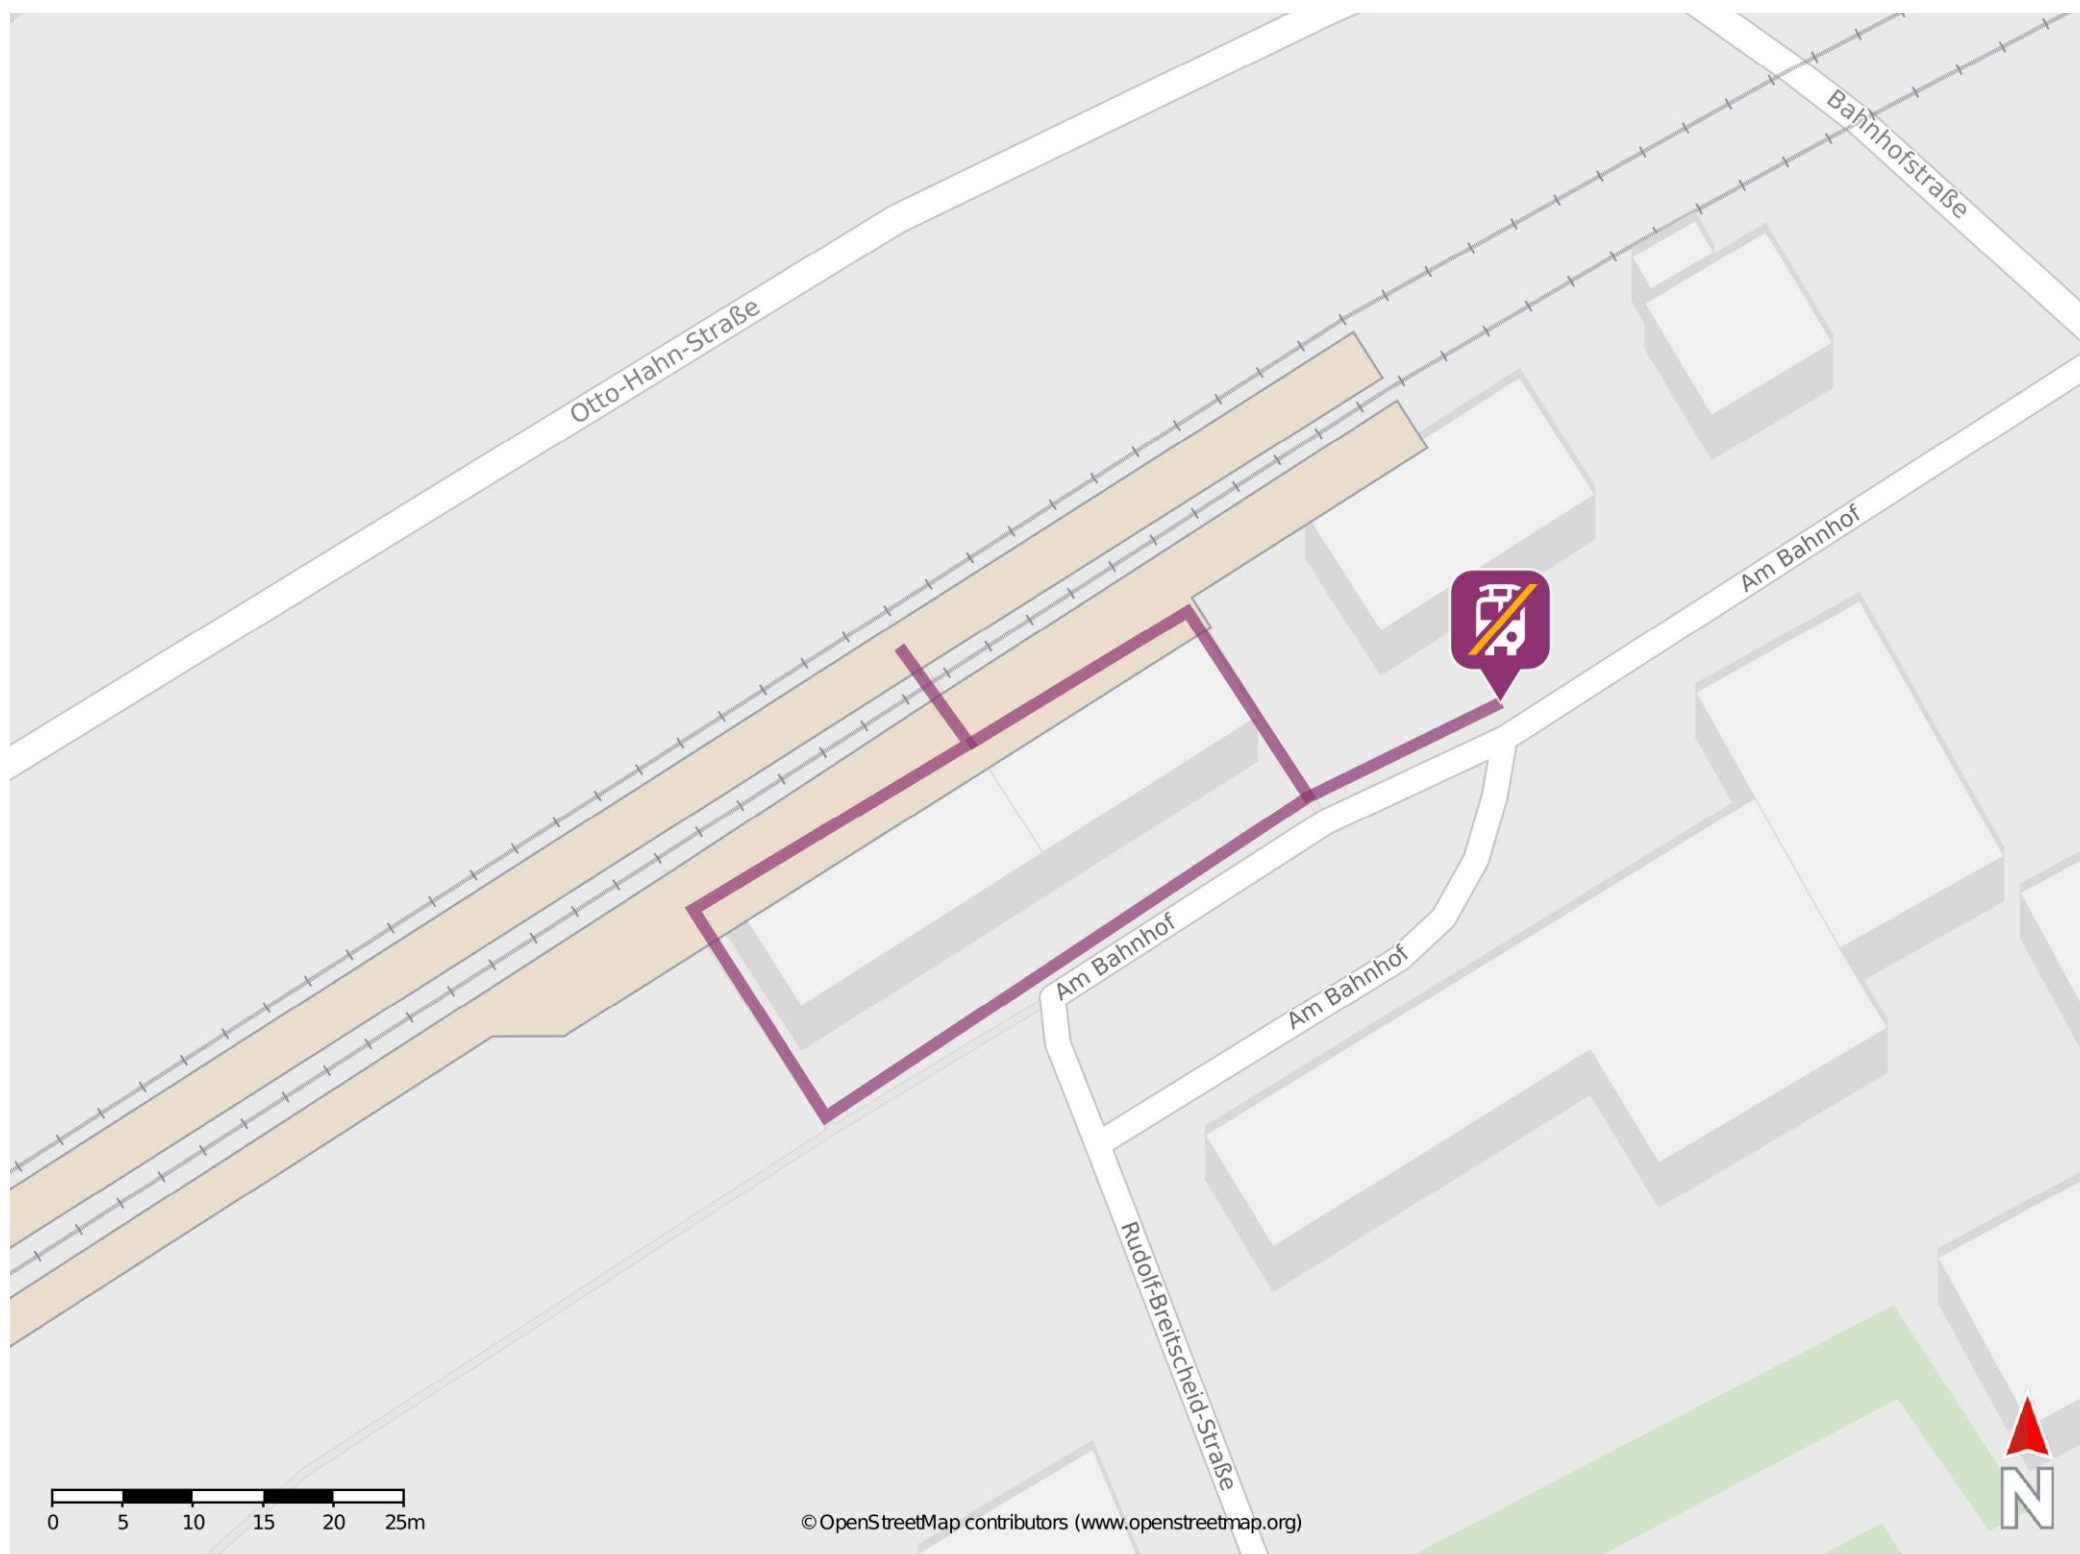 Bahnhofstraße
Otto-Hahn-Straße
Am Bahnhof
Am Bahnhof
Am Bahnhof
Rudolf-Breitscheid-Straße
0 5 10 15 20 25m
© OpenStreetMap contributors (www.openstreetmap.org)
N